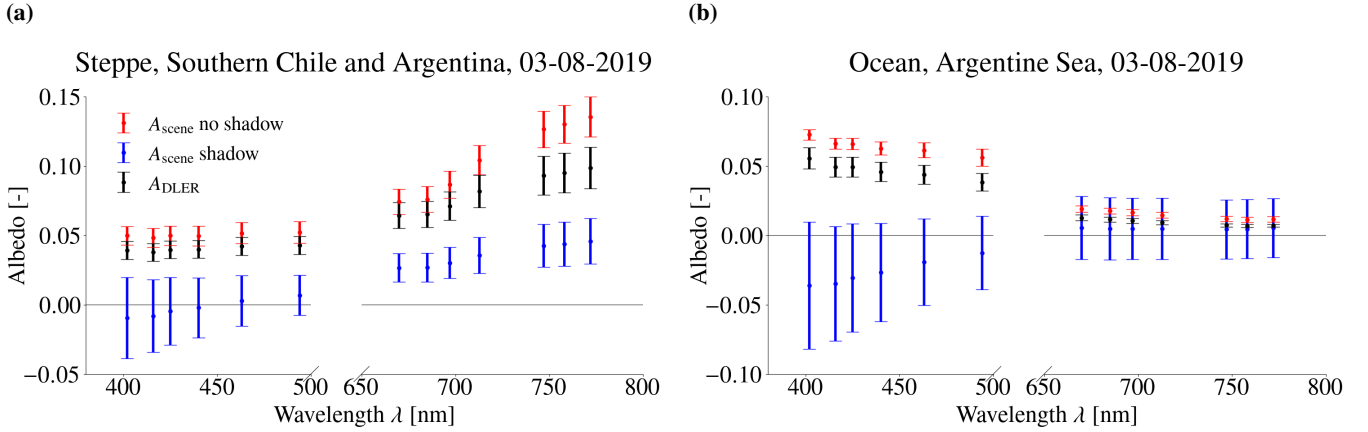 (a)
Steppe, Southern Chile and Argentina, 03-08-2019
0.15
0.10
0.05
0.00
−0.05
Albedo [-]
A_scene no shadow
A_scene shadow
A_DLER
400
450
500
650
700
750
800
Wavelength λ [nm]
(b)
Ocean, Argentine Sea, 03-08-2019
0.10
0.05
0.00
−0.05
−0.10
Albedo [-]
400
450
500
650
700
750
800
Wavelength λ [nm]